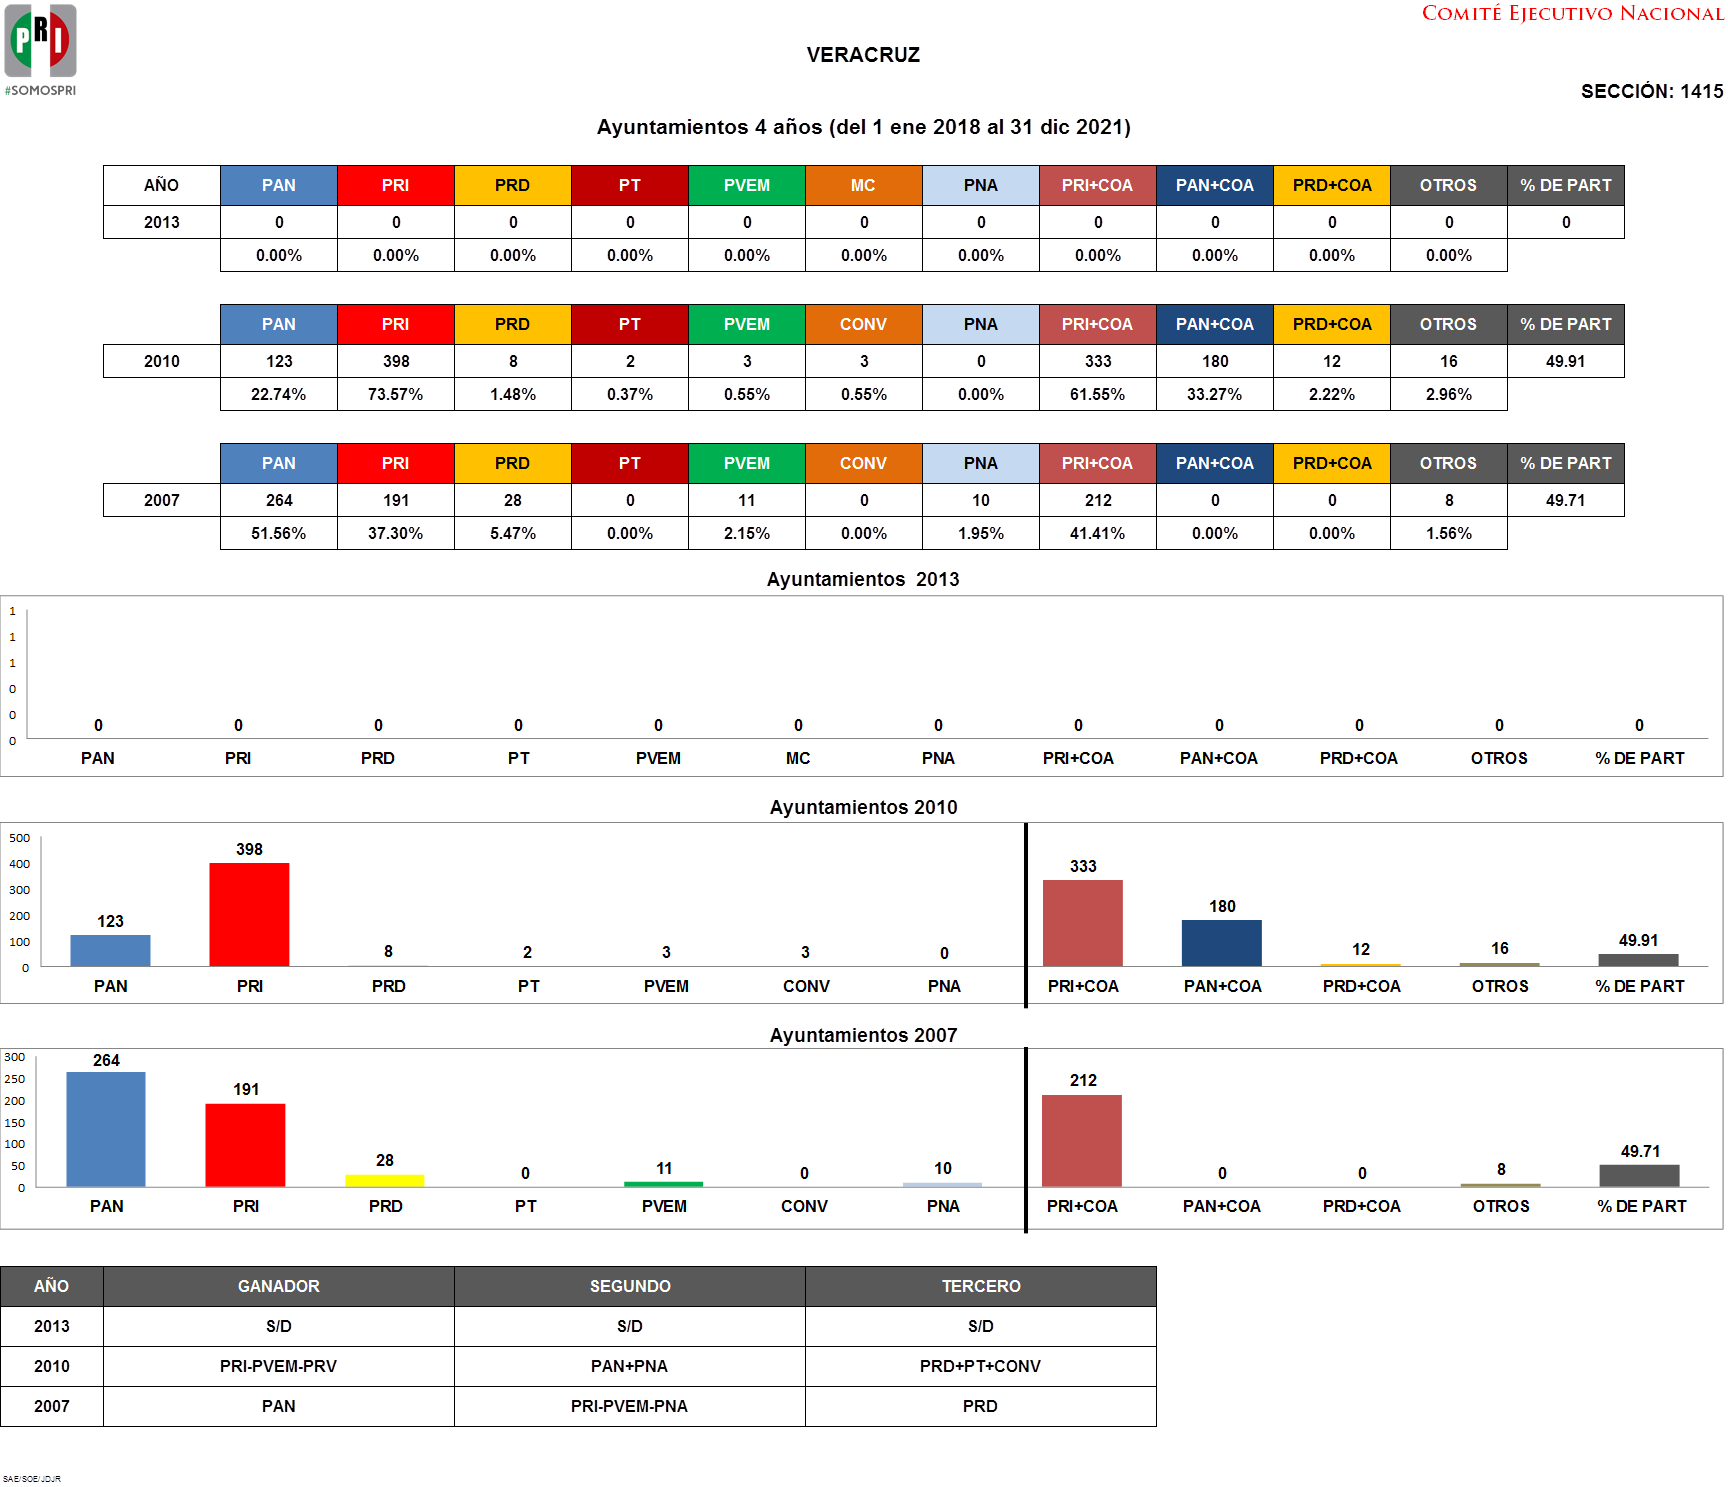 PRI
#SOMOSPRI
COMITÉ EJECUTIVO NACIONAL
VERACRUZ
SECCIÓN: 1415
Ayuntamientos 4 años (del 1 ene 2018 al 31 dic 2021)
AÑO PAN PRI PRD PT PVEM MC PNA PRI+COA PAN+COA PRD+COA OTROS % DE PART
2013 0 0 0 0 0 0 0 0 0 0 0 0
0.00% 0.00% 0.00% 0.00% 0.00% 0.00% 0.00% 0.00% 0.00% 0.00% 0.00%
PAN PRI PRD PT PVEM CONV PNA PRI+COA PAN+COA PRD+COA OTROS % DE PART
2010 123 398 8 2 3 3 0 333 180 12 16 49.91
22.74% 73.57% 1.48% 0.37% 0.55% 0.55% 0.00% 61.55% 33.27% 2.22% 2.96%
PAN PRI PRD PT PVEM CONV PNA PRI+COA PAN+COA PRD+COA OTROS % DE PART
2007 264 191 28 0 11 0 10 212 0 0 8 49.71
51.56% 37.30% 5.47% 0.00% 2.15% 0.00% 1.95% 41.41% 0.00% 0.00% 1.56%
Ayuntamientos 2013
1
1
1
0
0
0
0 0 0 0 0 0 0 0 0 0 0 0
PAN PRI PRD PT PVEM MC PNA PRI+COA PAN+COA PRD+COA OTROS % DE PART
Ayuntamientos 2010
500
400
300
200
100
0
123 398 8 2 3 3 0 333 180 12 16 49.91
PAN PRI PRD PT PVEM CONV PNA PRI+COA PAN+COA PRD+COA OTROS % DE PART
Ayuntamientos 2007
300
250
200
150
100
50
0
264 191 28 0 11 0 10 212 0 0 8 49.71
PAN PRI PRD PT PVEM CONV PNA PRI+COA PAN+COA PRD+COA OTROS % DE PART
AÑO GANADOR SEGUNDO TERCERO
2013 S/D S/D S/D
2010 PRI-PVEM-PRV PAN+PNA PRD+PT+CONV
2007 PAN PRI-PVEM-PNA PRD
SAE/SOE/JDJR